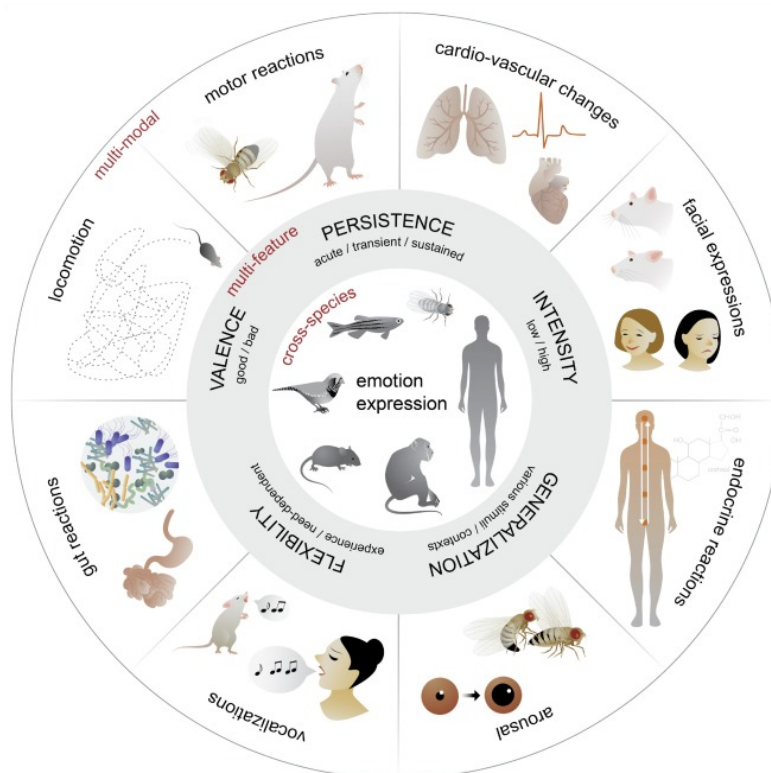 motor reactions
cardio-vascular changes
multi-modal
facial expressions
locomotion
PERSISTENCE
acute / transient / sustained
multi-feature
VALENCE
good / bad
INTENSITY
low / high
cross-species
emotion
expression
FLEXIBILITY
experience / need-dependent
GENERALIZATION
various stimuli / contexts
gut reactions
endocrine reactions
vocalizations
arousal